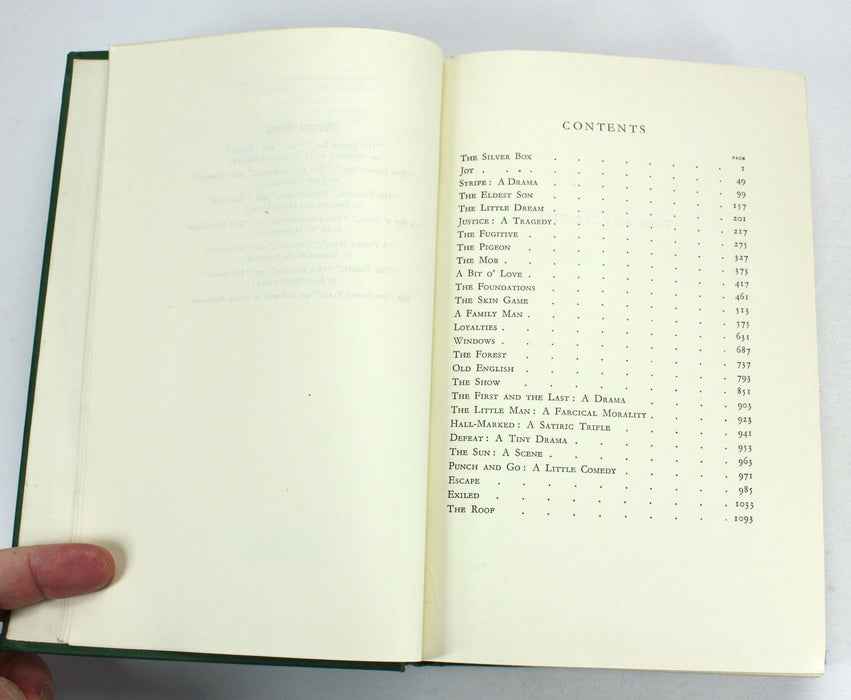 CONTENTS
PAGE
The Silver Box . . . . . . . 1
Joy . . . . . . . . . 49
Strife: A Drama . . . . . . . 99
The Eldest Son . . . . . . . 157
The Little Dream . . . . . . . 201
Justice: A Tragedy . . . . . . . 217
The Fugitive . . . . . . . 275
The Pigeon . . . . . . . 327
The Mob . . . . . . . . 373
A Bit o' Love . . . . . . . . 417
The Foundations . . . . . . . 461
The Skin Game . . . . . . . 513
A Family Man . . . . . . . . 575
Loyalties . . . . . . . . 631
Windows . . . . . . . . 687
The Forest . . . . . . . 737
Old English . . . . . . . 793
The Show . . . . . . . 851
The First and the Last: A Drama . . . . 903
The Little Man: A Farcical Morality . . . . 923
Hall-Marked: A Satiric Trifle . . . . 941
Defeat: A Tiny Drama . . . . . . 953
The Sun: A Scene . . . . . . . 963
Punch and Go: A Little Comedy . . . . 971
Escape . . . . . . . . 985
Exiled . . . . . . . . 1033
The Roof . . . . . . . 1093